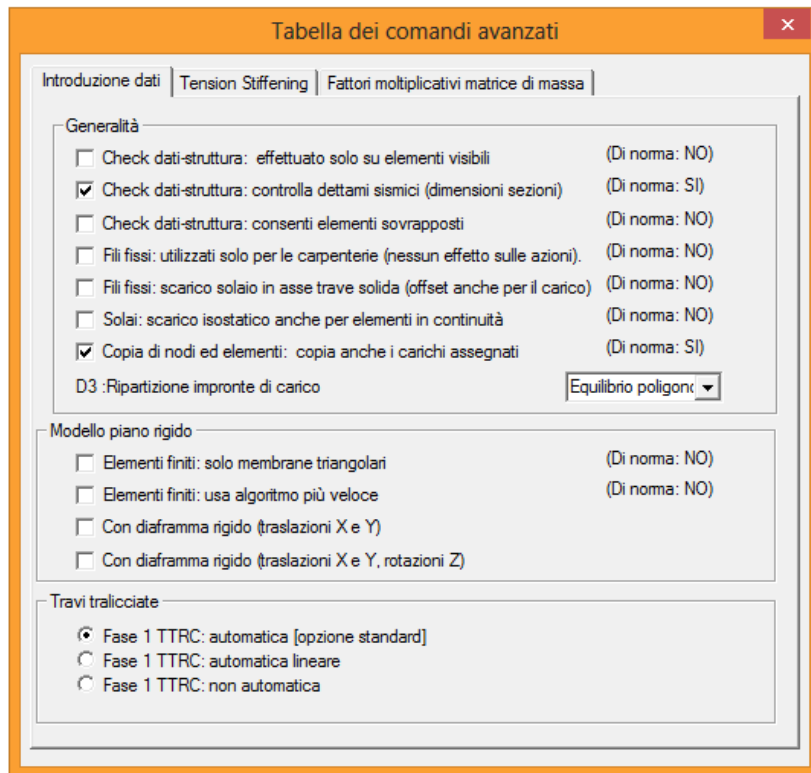 Tabella dei comandi avanzati
Introduzione dati
Tension Stiffening
Fattori moltiplicativi matrice di massa
Generalità
Check dati-struttura: effettuato solo su elementi visibili (Di norma: NO)
Check dati-struttura: controlla dettami sismici (dimensioni sezioni) (Di norma: SI)
Check dati-struttura: consenti elementi sovrapposti (Di norma: NO)
Fili fissi: utilizzati solo per le carpenterie (nessun effetto sulle azioni). (Di norma: NO)
Fili fissi: scarico solaio in asse trave solida (offset anche per il carico) (Di norma: NO)
Solai: scarico isostatico anche per elementi in continuità (Di norma: NO)
Copia di nodi ed elementi: copia anche i carichi assegnati (Di norma: SI)
D3 :Ripartizione impronte di carico Equilibrio poligono
Modello piano rigido
Elementi finiti: solo membrane triangolari (Di norma: NO)
Elementi finiti: usa algoritmo più veloce (Di norma: NO)
Con diaframma rigido (traslazioni X e Y)
Con diaframma rigido (traslazioni X e Y, rotazioni Z)
Travi tralicciate
Fase 1 TTRC: automatica [opzione standard]
Fase 1 TTRC: automatica lineare
Fase 1 TTRC: non automatica